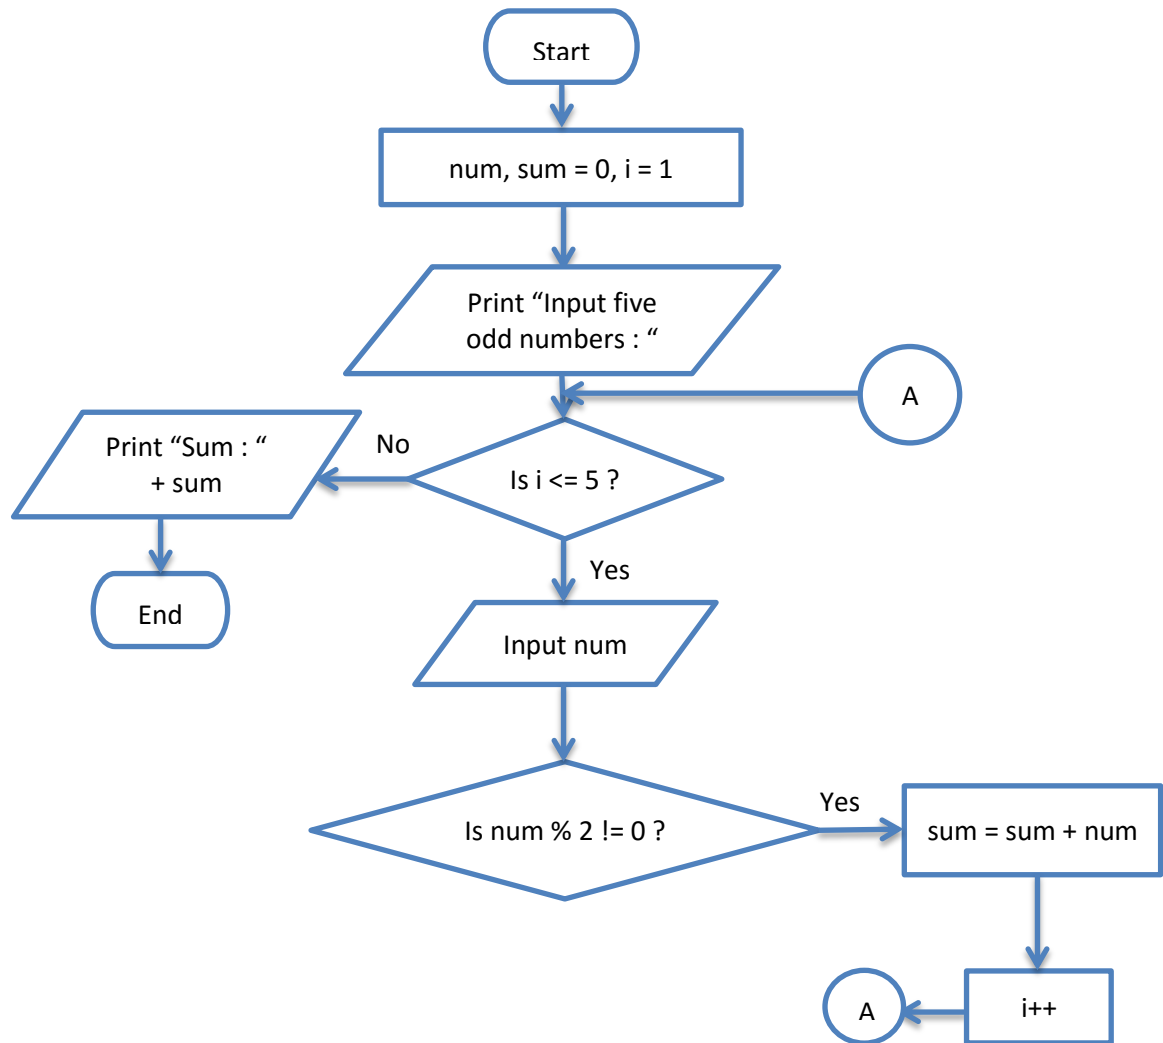 Start
num, sum = 0, i = 1
Print “Input five
odd numbers : “
A
Is i <= 5 ?
No
Print “Sum : “
+ sum
End
Yes
Input num
Is num % 2 != 0 ?
Yes
sum = sum + num
i++
A